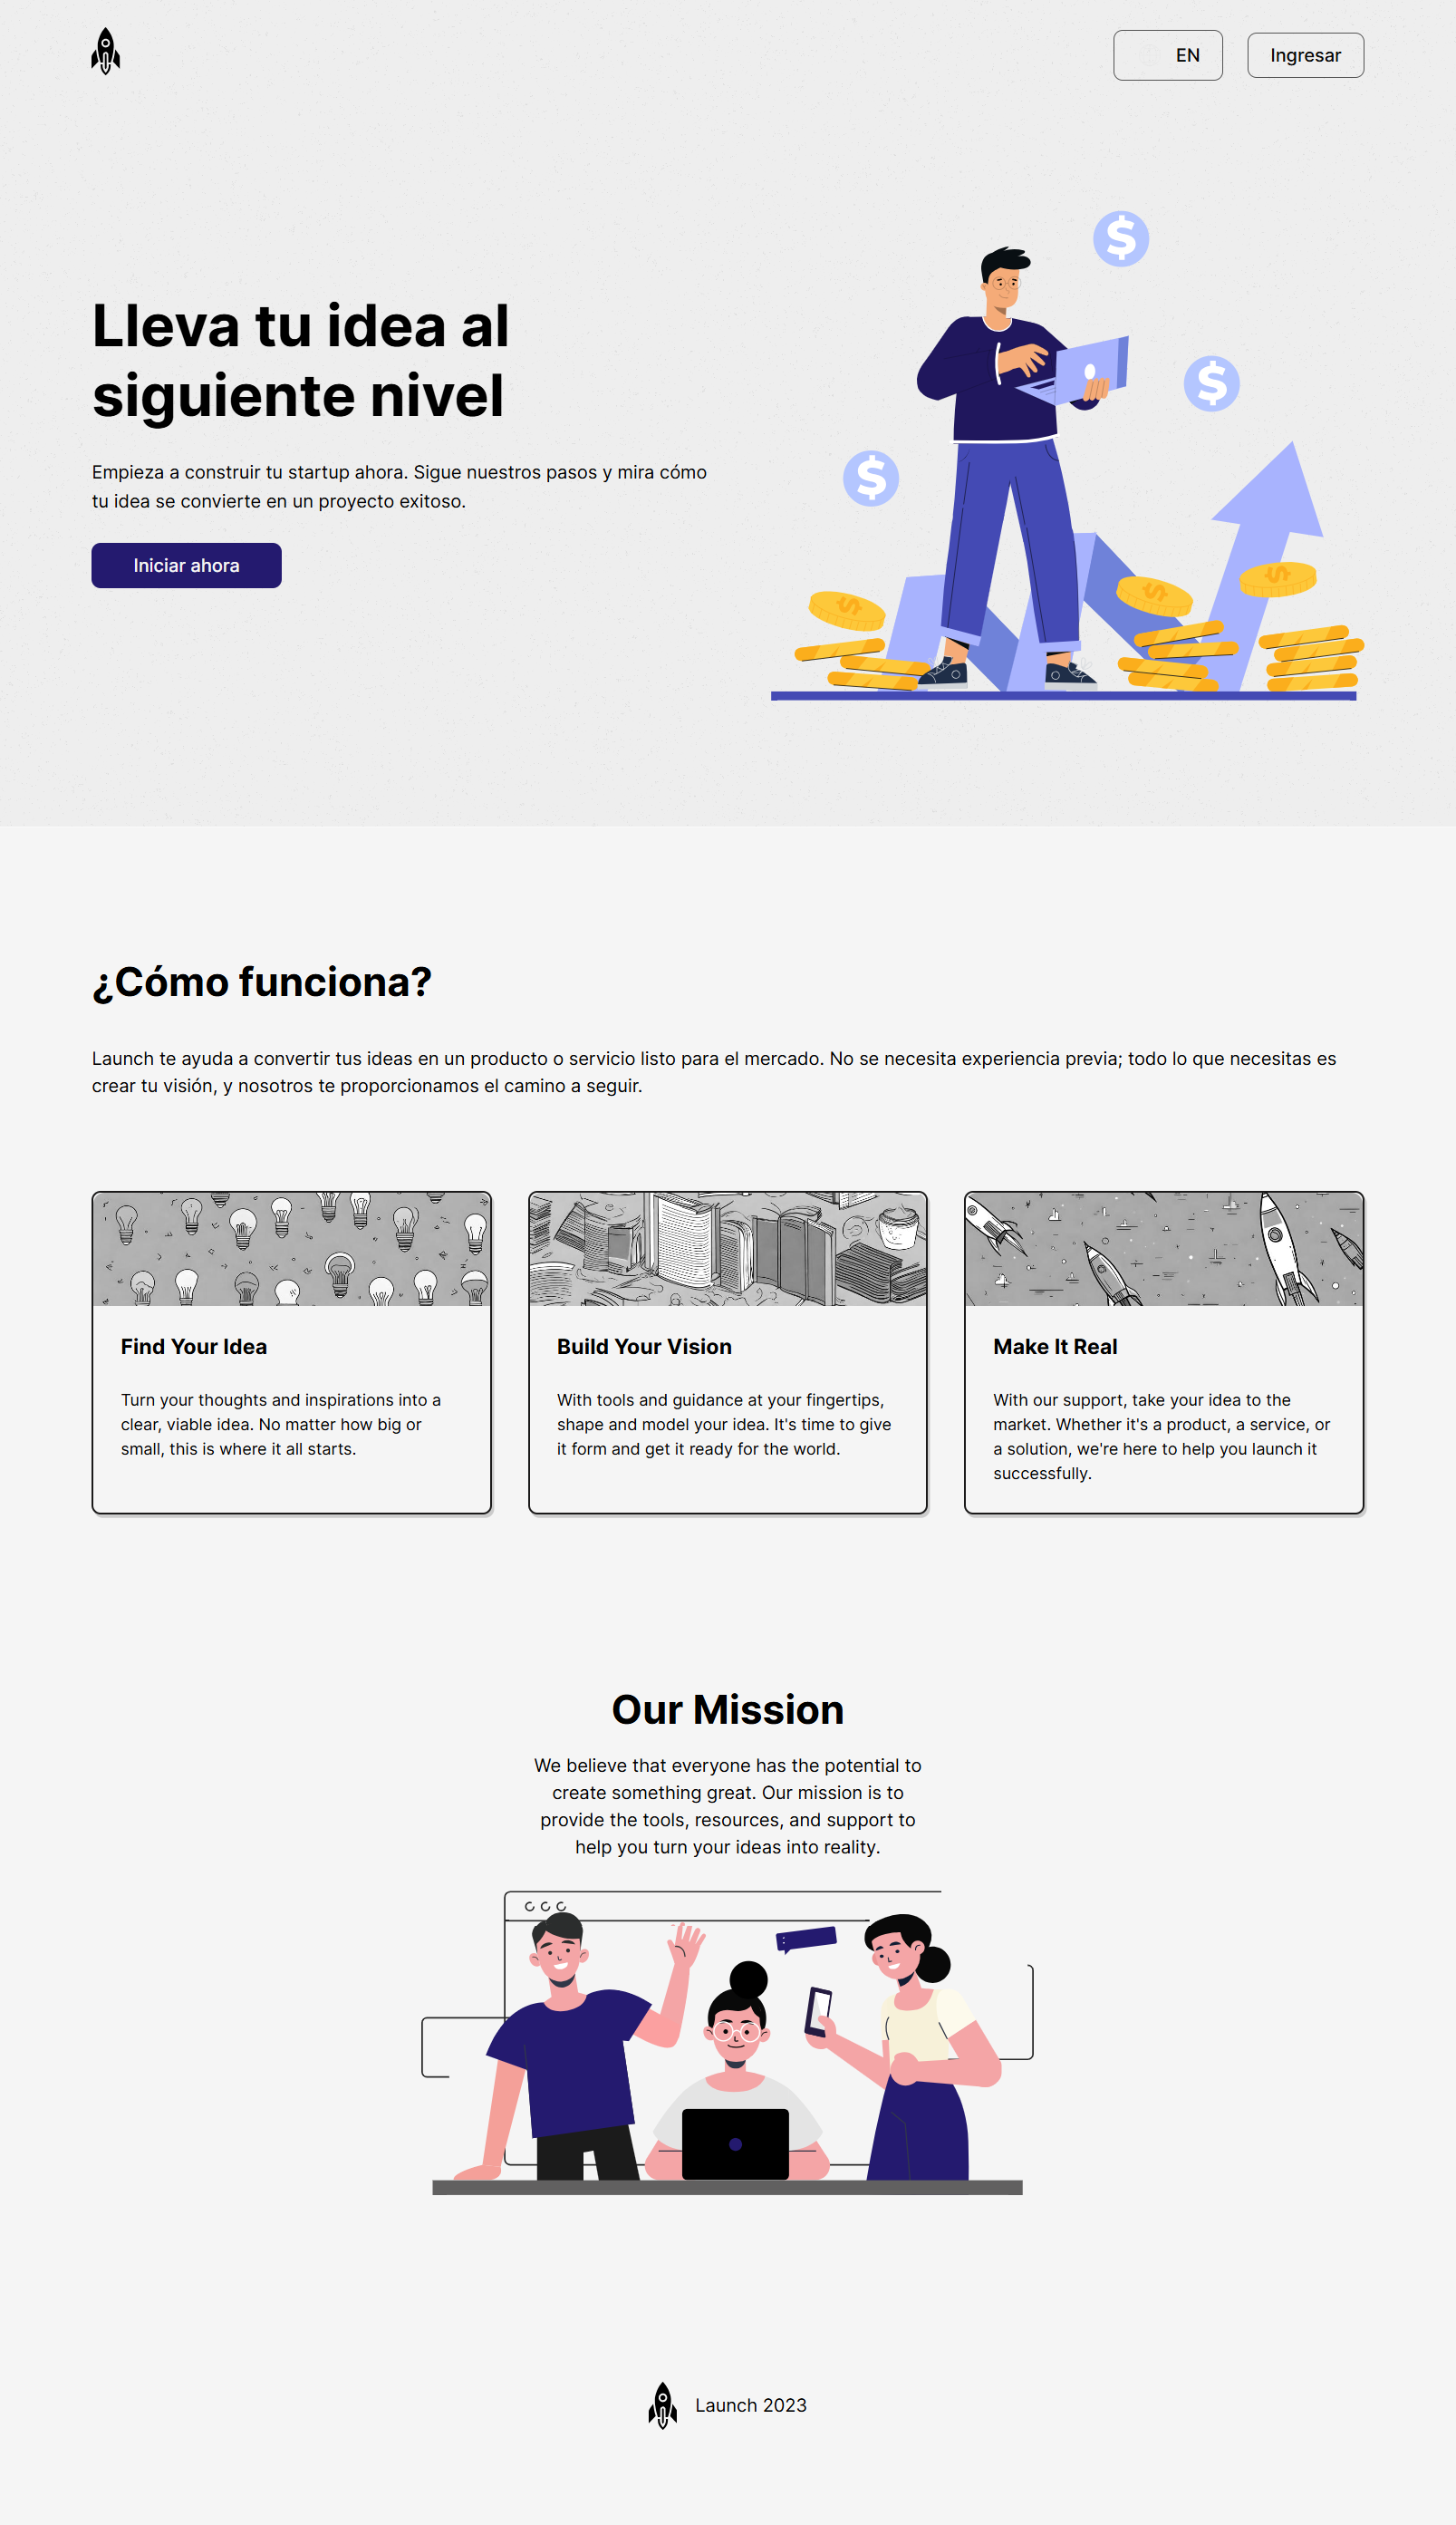 EN
Ingresar
Lleva tu idea al
siguiente nivel
Empieza a construir tu startup ahora. Sigue nuestros pasos y mira cómo
tu idea se convierte en un proyecto exitoso.
Iniciar ahora
$
$
$
$
$
$
¿Cómo funciona?
Launch te ayuda a convertir tus ideas en un producto o servicio listo para el mercado. No se necesita experiencia previa; todo lo que necesitas es
crear tu visión, y nosotros te proporcionamos el camino a seguir.
Find Your Idea
Turn your thoughts and inspirations into a
clear, viable idea. No matter how big or
small, this is where it all starts.
Build Your Vision
With tools and guidance at your fingertips,
shape and model your idea. It's time to give
it form and get it ready for the world.
Make It Real
With our support, take your idea to the
market. Whether it's a product, a service, or
a solution, we're here to help you launch it
successfully.
Our Mission
We believe that everyone has the potential to
create something great. Our mission is to
provide the tools, resources, and support to
help you turn your ideas into reality.
Launch 2023